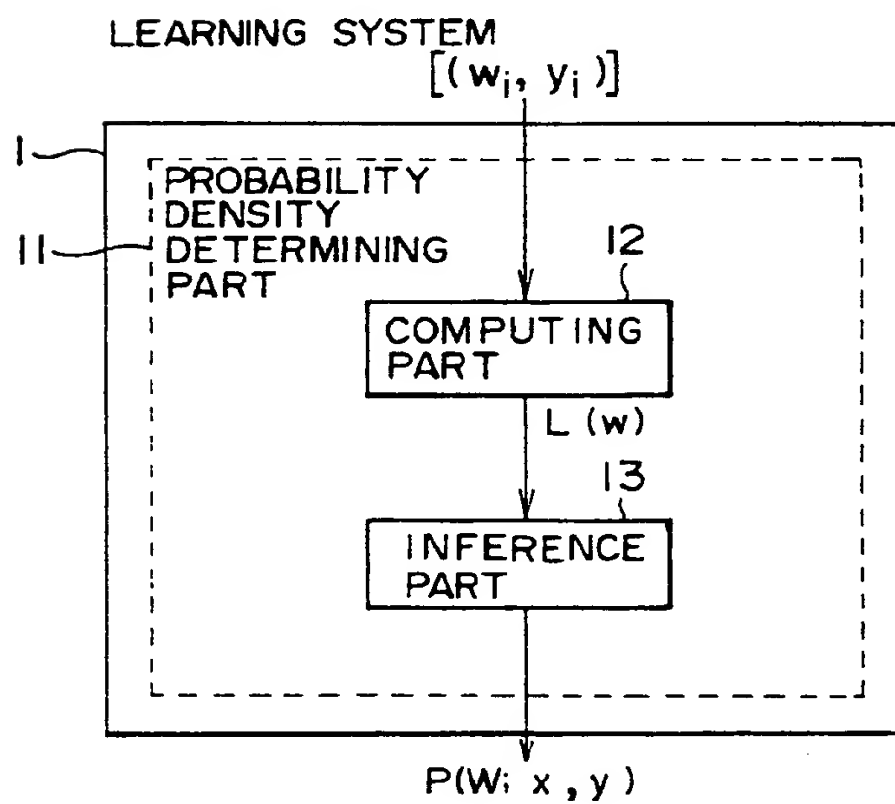 LEARNING SYSTEM
[(wi, yi)]
1
PROBABILITY
DENSITY
11
DETERMINING
PART
12
COMPUTING
PART
L (w)
13
INFERENCE
PART
P(W; x, y)